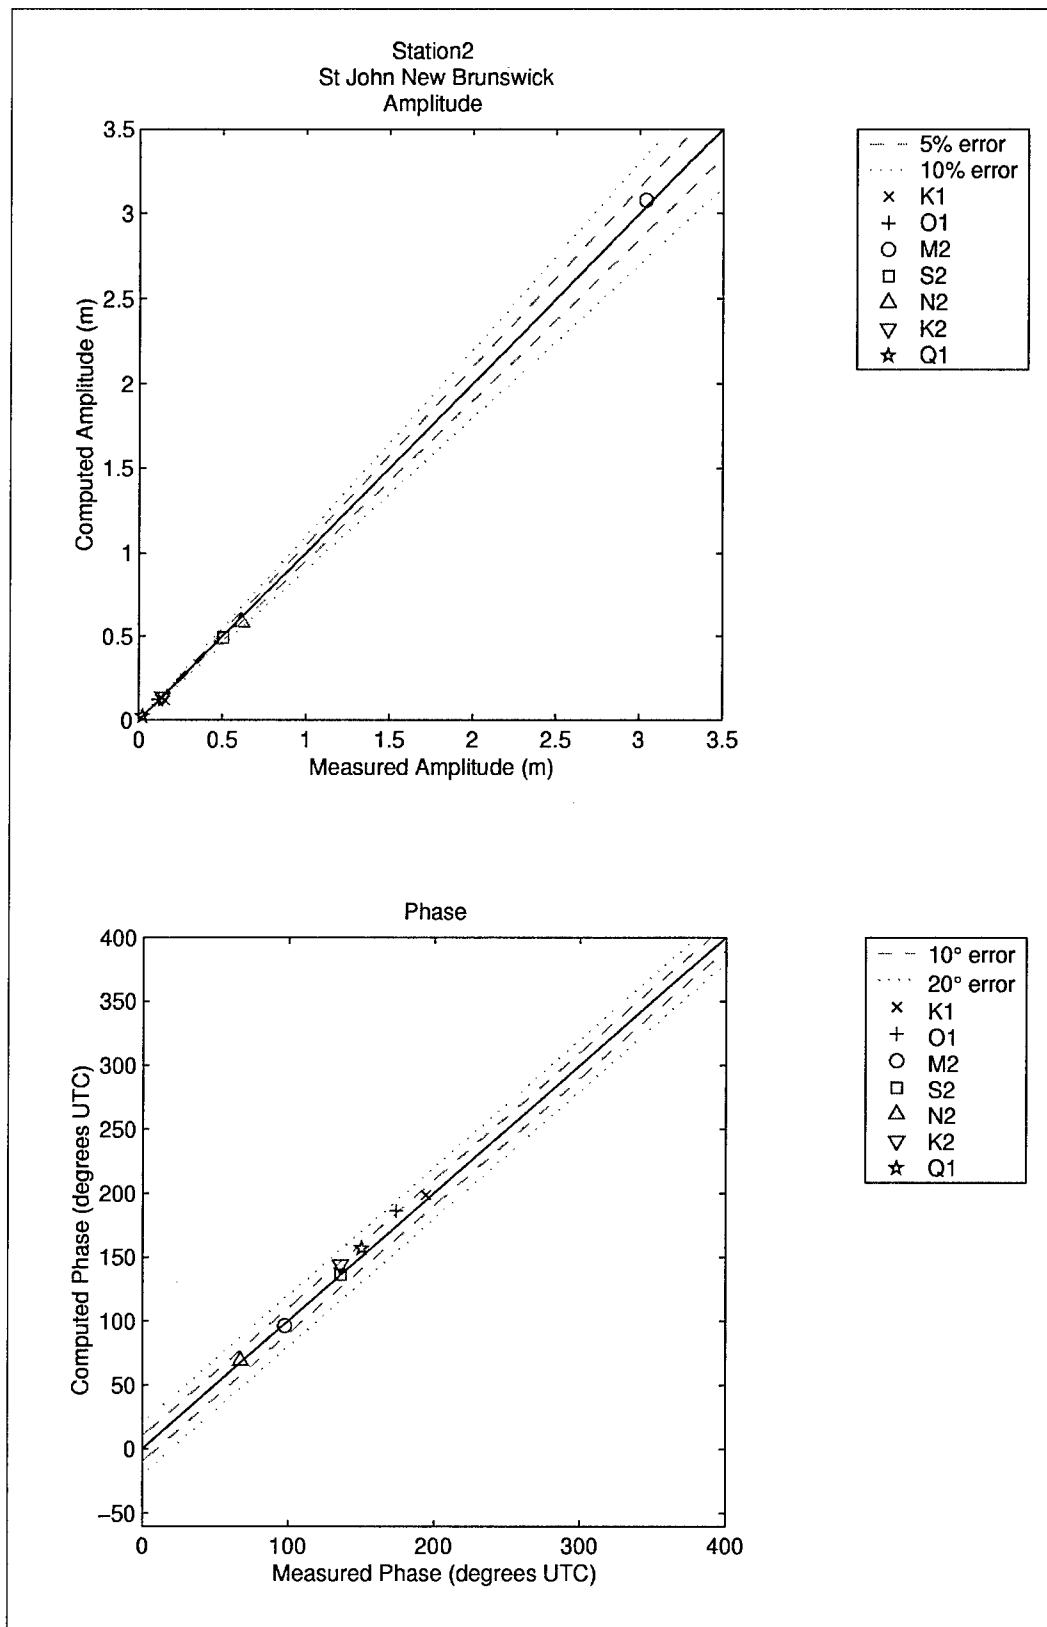 Station2
St John New Brunswick
Amplitude
3.5
3
2.5
2
1.5
1
0.5
0
0 0.5 1 1.5 2 2.5 3 3.5
Computed Amplitude (m)
Measured Amplitude (m)
5% error
10% error
K1
O1
M2
S2
N2
K2
Q1
Phase
400
350
300
250
200
150
100
50
0
−50
0 100 200 300 400
Computed Phase (degrees UTC)
Measured Phase (degrees UTC)
10° error
20° error
K1
O1
M2
S2
N2
K2
Q1